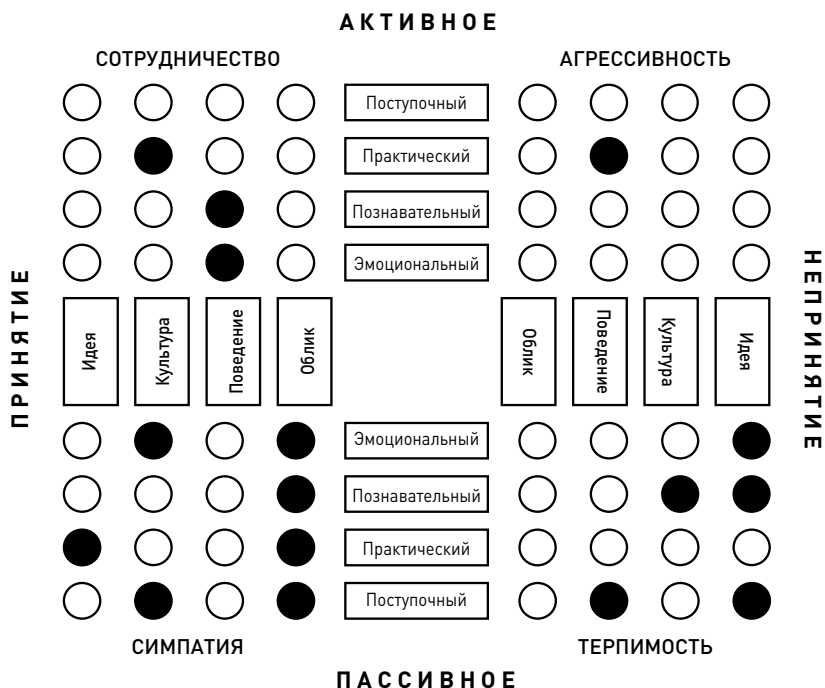 АКТИВНОЕ
СОТРУДНИЧЕСТВО
АГРЕССИВНОСТЬ
Поступочный
Практический
Познавательный
Эмоциональный
ПРИНЯТИЕ
Идея
Культура
Поведение
Облик
Облик
Поведение
Культура
Идея
НЕПРИНЯТИЕ
Эмоциональный
Познавательный
Практический
Поступочный
СИМПАТИЯ
ТЕРПИМОСТЬ
ПАССИВНОЕ